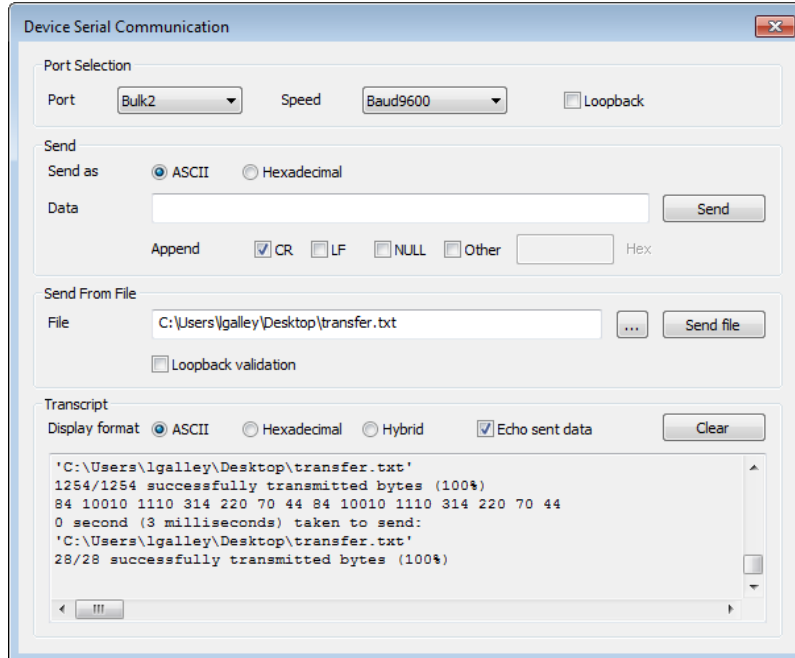 Device Serial Communication
Port Selection
Port Bulk2 Speed Baud9600 Loopback
Send
Send as ASCII Hexadecimal
Data Send
Append CR LF NULL Other Hex
Send From File
File C:\Users\lgalley\Desktop\transfer.txt ... Send file
Loopback validation
Transcript
Display format ASCII Hexadecimal Hybrid Echo sent data Clear
'C:\Users\lgalley\Desktop\transfer.txt'
1254/1254 successfully transmitted bytes (100%)
84 10010 1110 314 220 70 44 84 10010 1110 314 220 70 44
0 second (3 milliseconds) taken to send:
'C:\Users\lgalley\Desktop\transfer.txt'
28/28 successfully transmitted bytes (100%)